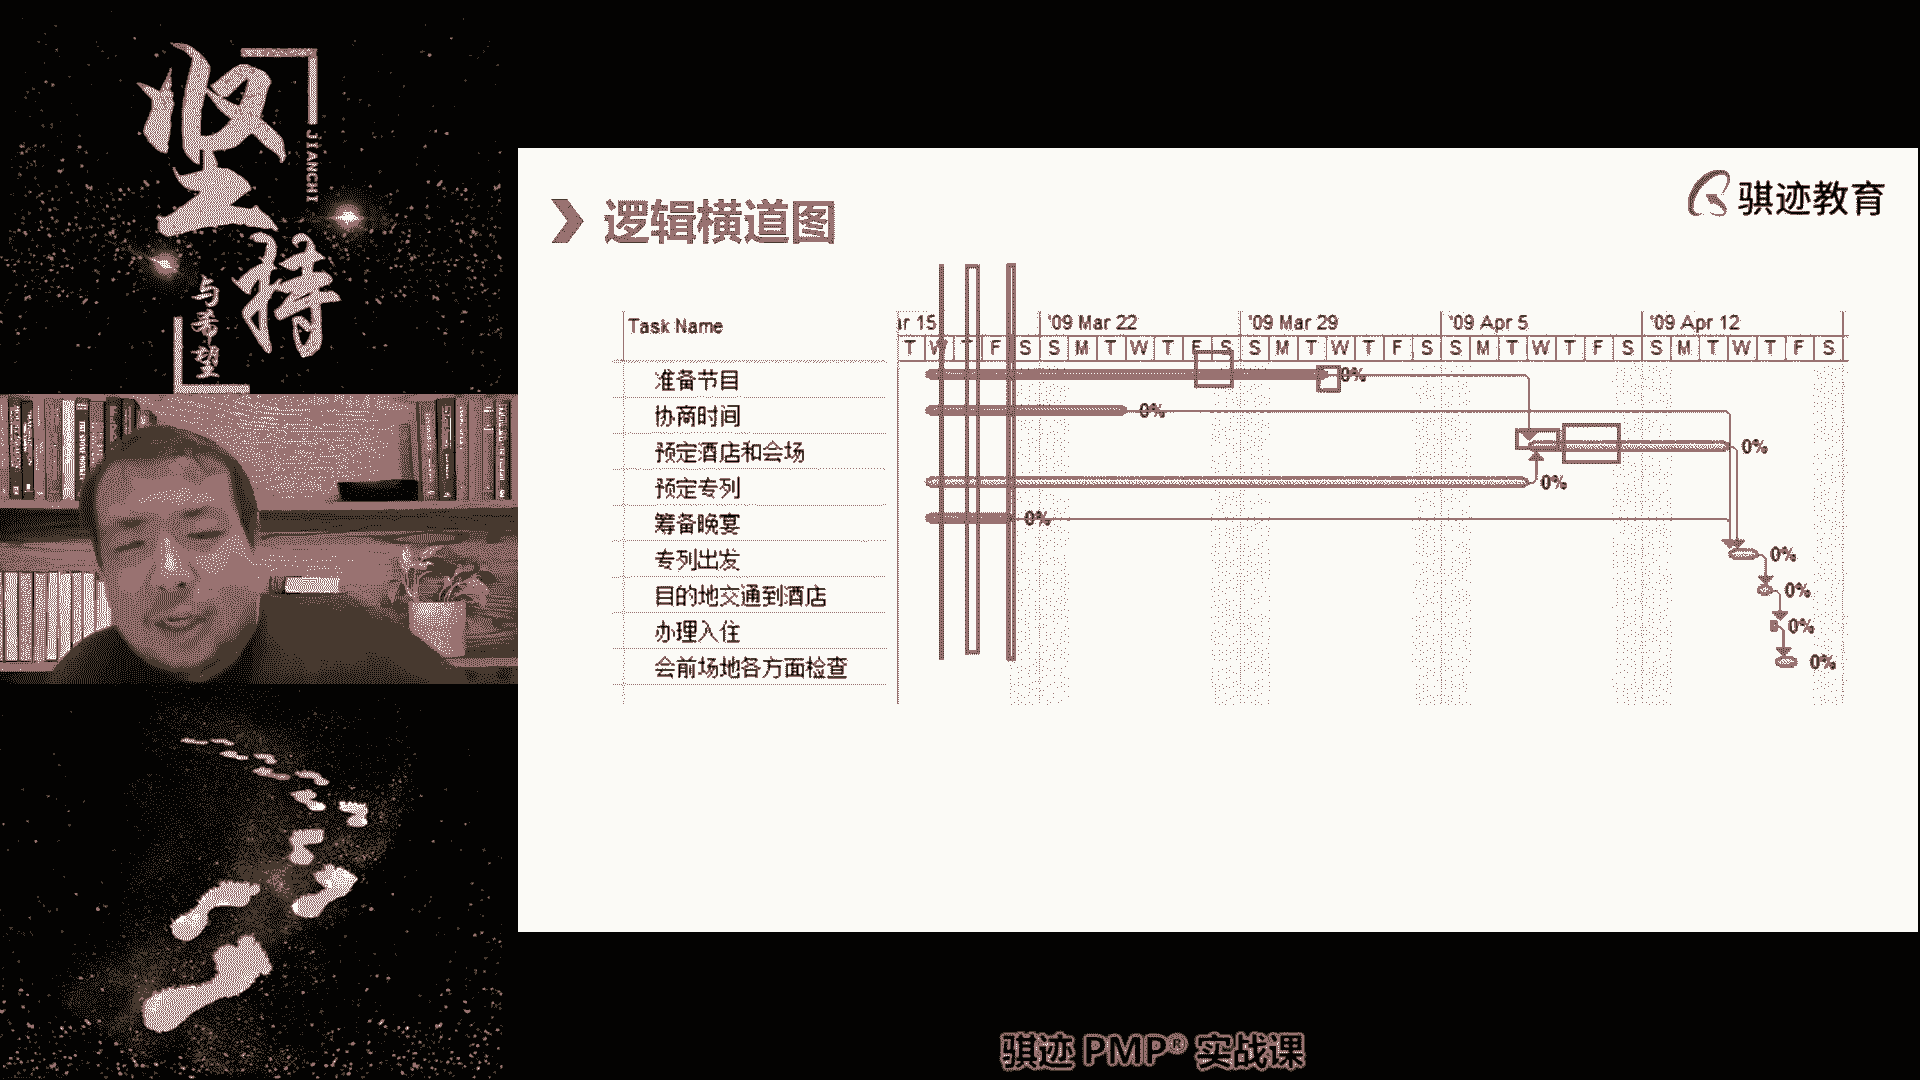 坚持
JIANCHI
与希望
逻辑横道图
骐迹教育
Task Name
ar 15
'09 Mar 22
'09 Mar 29
'09 Apr 5
'09 Apr 12
T W T F S S M T W T F S S M T W T F S S M T W T F S S M T W T F S
准备节目
0%
协商时间
0%
预定酒店和会场
0%
预定专列
0%
筹备晚宴
0%
专列出发
0%
目的地交通到酒店
0%
办理入住
0%
会前场地各方面检查
0%
骐迹 PMP® 实战课